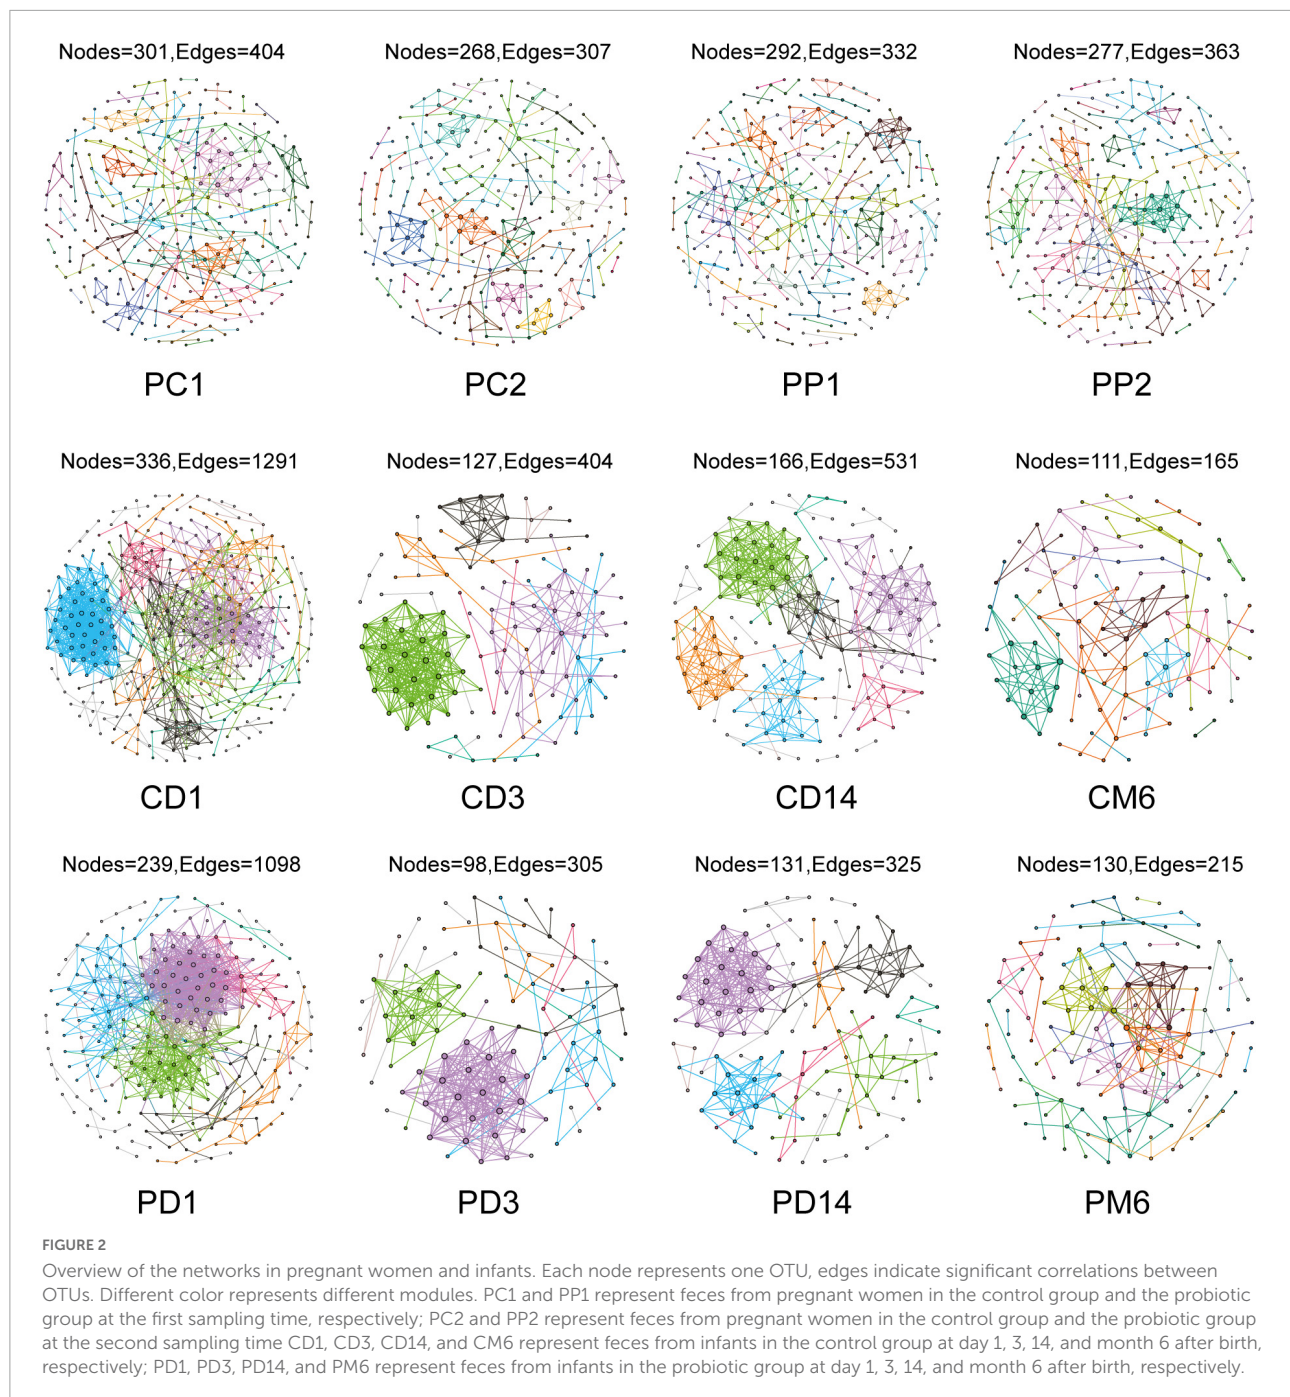 Nodes=301,Edges=404
Nodes=268,Edges=307
Nodes=292,Edges=332
Nodes=277,Edges=363
PC1
PC2
PP1
PP2
Nodes=336,Edges=1291
Nodes=127,Edges=404
Nodes=166,Edges=531
Nodes=111,Edges=165
CD1
CD3
CD14
CM6
Nodes=239,Edges=1098
Nodes=98,Edges=305
Nodes=131,Edges=325
Nodes=130,Edges=215
PD1
PD3
PD14
PM6
FIGURE 2
Overview of the networks in pregnant women and infants. Each node represents one OTU, edges indicate significant correlations between
OTUs. Different color represents different modules. PC1 and PP1 represent feces from pregnant women in the control group and the probiotic
group at the first sampling time, respectively; PC2 and PP2 represent feces from pregnant women in the control group and the probiotic group
at the second sampling time CD1, CD3, CD14, and CM6 represent feces from infants in the control group at day 1, 3, 14, and month 6 after birth,
respectively; PD1, PD3, PD14, and PM6 represent feces from infants in the probiotic group at day 1, 3, 14, and month 6 after birth, respectively.